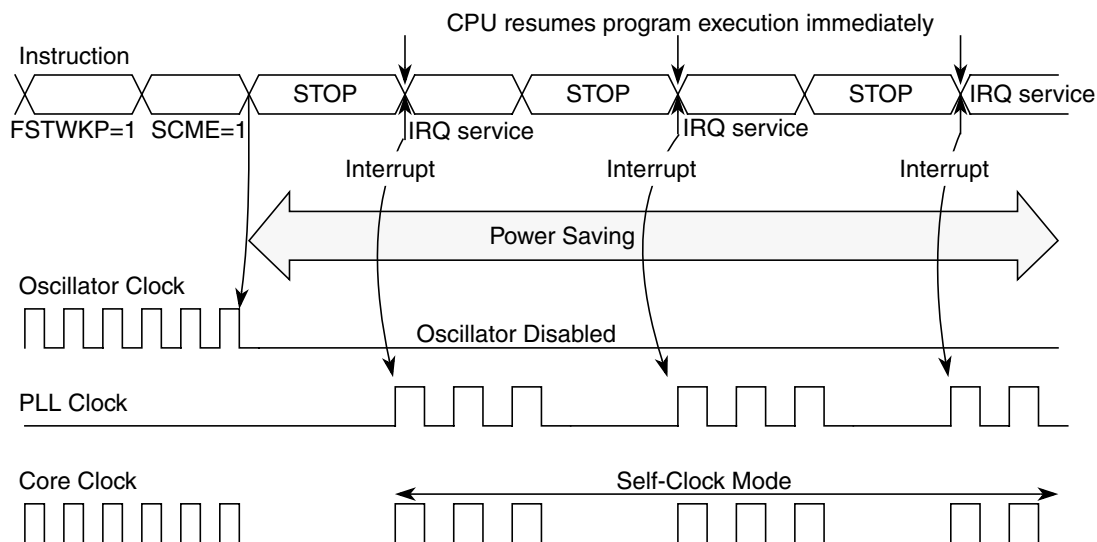 CPU resumes program execution immediately
Instruction
STOP
STOP
STOP
IRQ service
FSTWKP=1
SCME=1
IRQ service
IRQ service
Interrupt
Interrupt
Interrupt
Power Saving
Oscillator Clock
Oscillator Disabled
PLL Clock
Core Clock
Self-Clock Mode